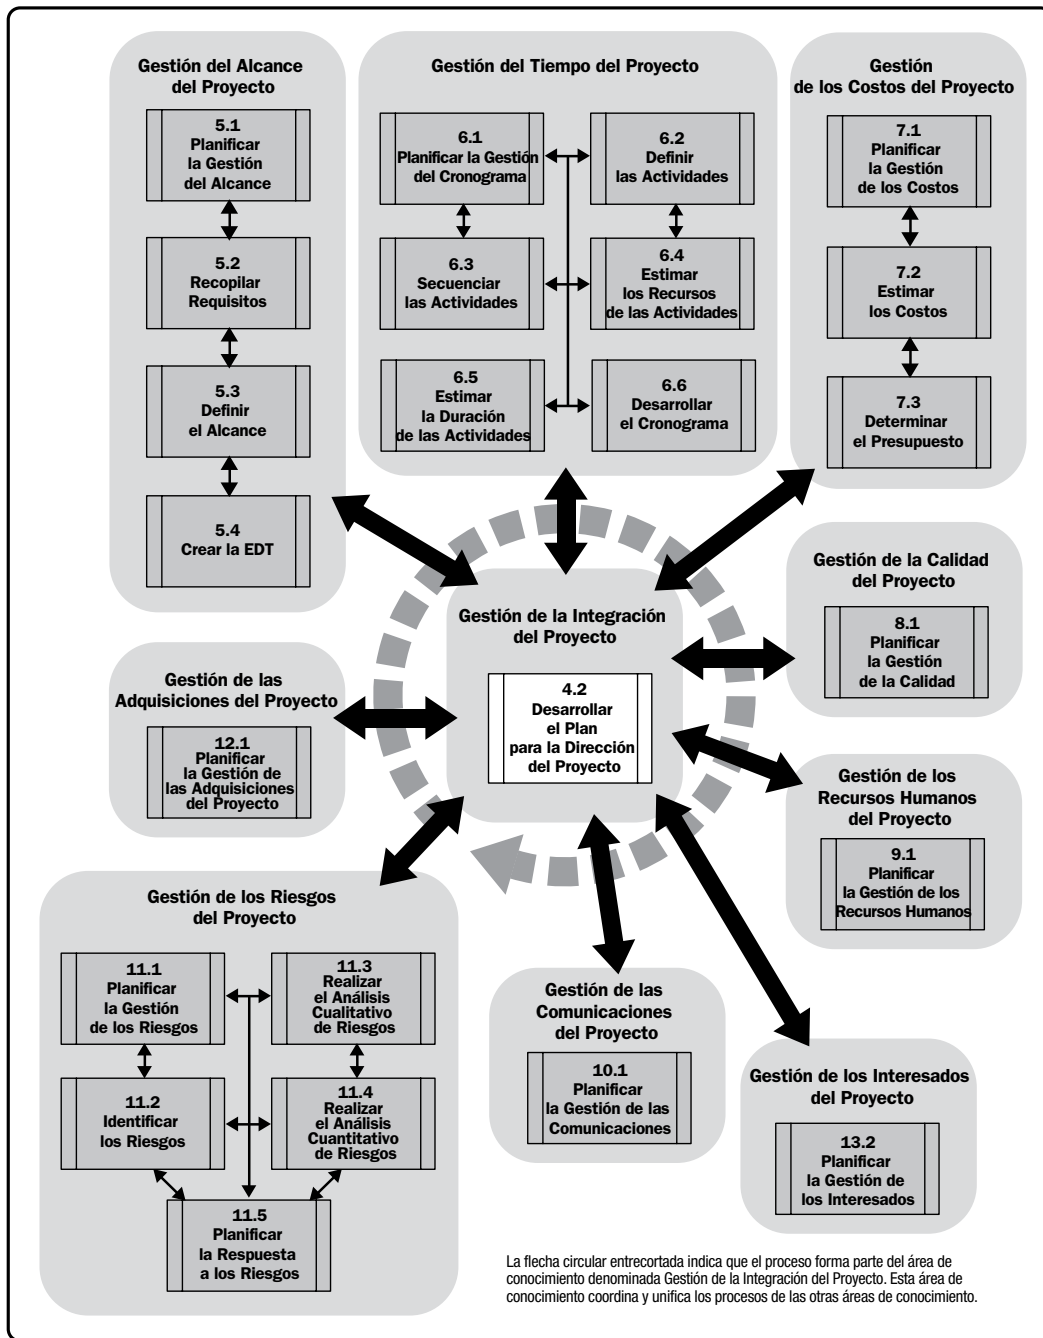 Gestión del Alcance
del Proyecto
5.1
Planificar
la Gestión
del Alcance
5.2
Recopilar
Requisitos
5.3
Definir
el Alcance
5.4
Crear la EDT
Gestión del Tiempo del Proyecto
6.1
Planificar la Gestión
del Cronograma
6.2
Definir
las Actividades
6.3
Secuenciar
las Actividades
6.4
Estimar
los Recursos
de las Actividades
6.5
Estimar
la Duración
de las Actividades
6.6
Desarrollar
el Cronograma
Gestión
de los Costos del Proyecto
7.1
Planificar
la Gestión
de los Costos
7.2
Estimar
los Costos
7.3
Determinar
el Presupuesto
Gestión de la Integración
del Proyecto
4.2
Desarrollar
el Plan
para la Dirección
del Proyecto
Gestión de la Calidad
del Proyecto
8.1
Planificar
la Gestión
de la Calidad
Gestión de las
Adquisiciones del Proyecto
12.1
Planificar
la Gestión de
las Adquisiciones
del Proyecto
Gestión de los
Recursos Humanos
del Proyecto
9.1
Planificar
la Gestión de los
Recursos Humanos
Gestión de los Riesgos
del Proyecto
11.1
Planificar
la Gestión
de los Riesgos
11.3
Realizar
el Análisis
Cualitativo
de Riesgos
11.2
Identificar
los Riesgos
11.4
Realizar
el Análisis
Cuantitativo
de Riesgos
11.5
Planificar
la Respuesta
a los Riesgos
Gestión de las
Comunicaciones
del Proyecto
10.1
Planificar
la Gestión de las
Comunicaciones
Gestión de los Interesados
del Proyecto
13.2
Planificar
la Gestión de
los Interesados
La flecha circular entrecortada indica que el proceso forma parte del área de
conocimiento denominada Gestión de la Integración del Proyecto. Esta área de
conocimiento coordina y unifica los procesos de las otras áreas de conocimiento.